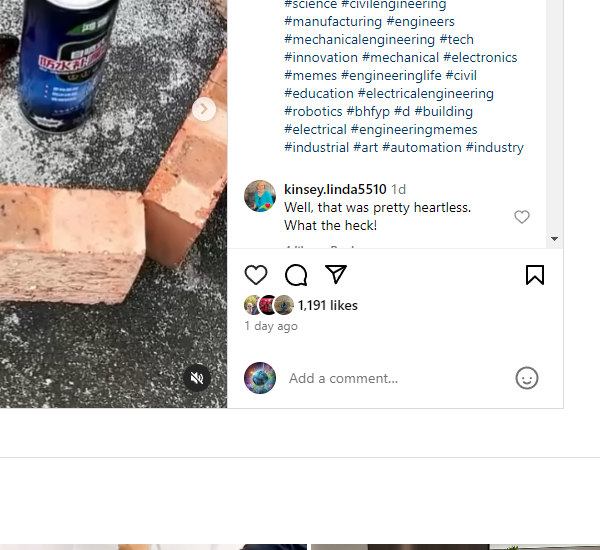 防水补漏
#science #civilengineering
#manufacturing #engineers
#mechanicalengineering #tech
#innovation #mechanical #electronics
#memes #engineeringlife #civil
#education #electricalengineering
#robotics #bhfyp #d #building
#electrical #engineeringmemes
#industrial #art #automation #industry
kinsey.linda5510 1d
Well, that was pretty heartless.
What the heck!
1,191 likes
1 day ago
Add a comment...